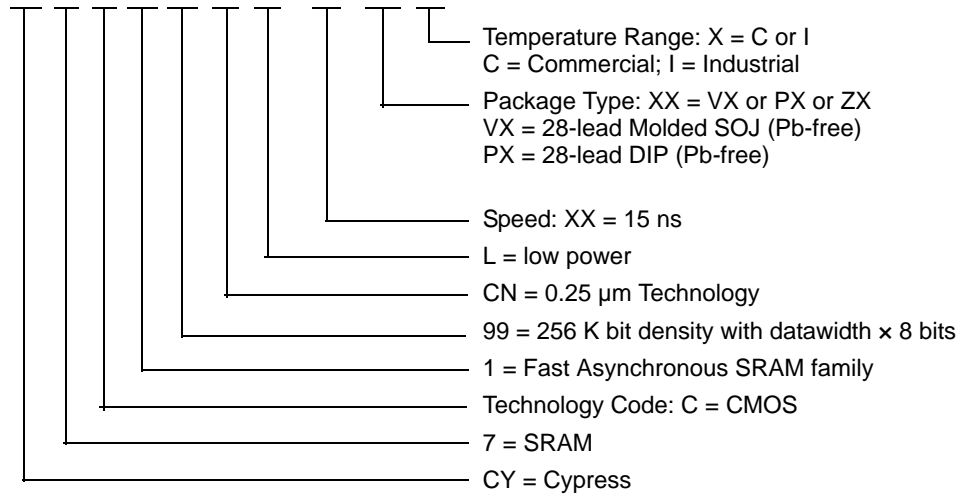 Temperature Range: X = C or I
C = Commercial; I = Industrial
Package Type: XX = VX or PX or ZX
VX = 28-lead Molded SOJ (Pb-free)
PX = 28-lead DIP (Pb-free)
Speed: XX = 15 ns
L = low power
CN = 0.25 µm Technology
99 = 256 K bit density with datawidth × 8 bits
1 = Fast Asynchronous SRAM family
Technology Code: C = CMOS
7 = SRAM
CY = Cypress